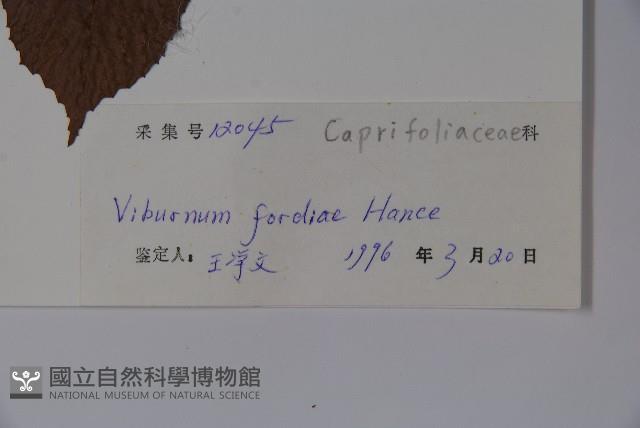 采集号 12045 Caprifoliaceae科
Viburnum fordiae Hance
鉴定人: 王 文 1996 年 3 月 20 日
國立自然科學博物館
NATIONAL MUSEUM OF NATURAL SCIENCE